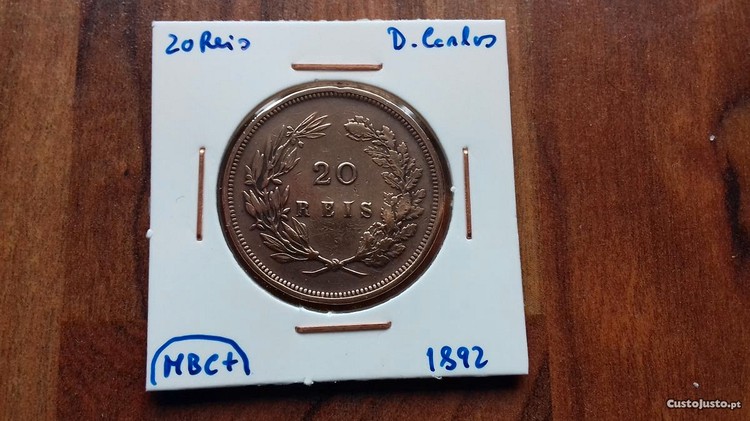 20 Reis D. Carlos
20
REIS
MBC+ 1892
CustoJusto.pt